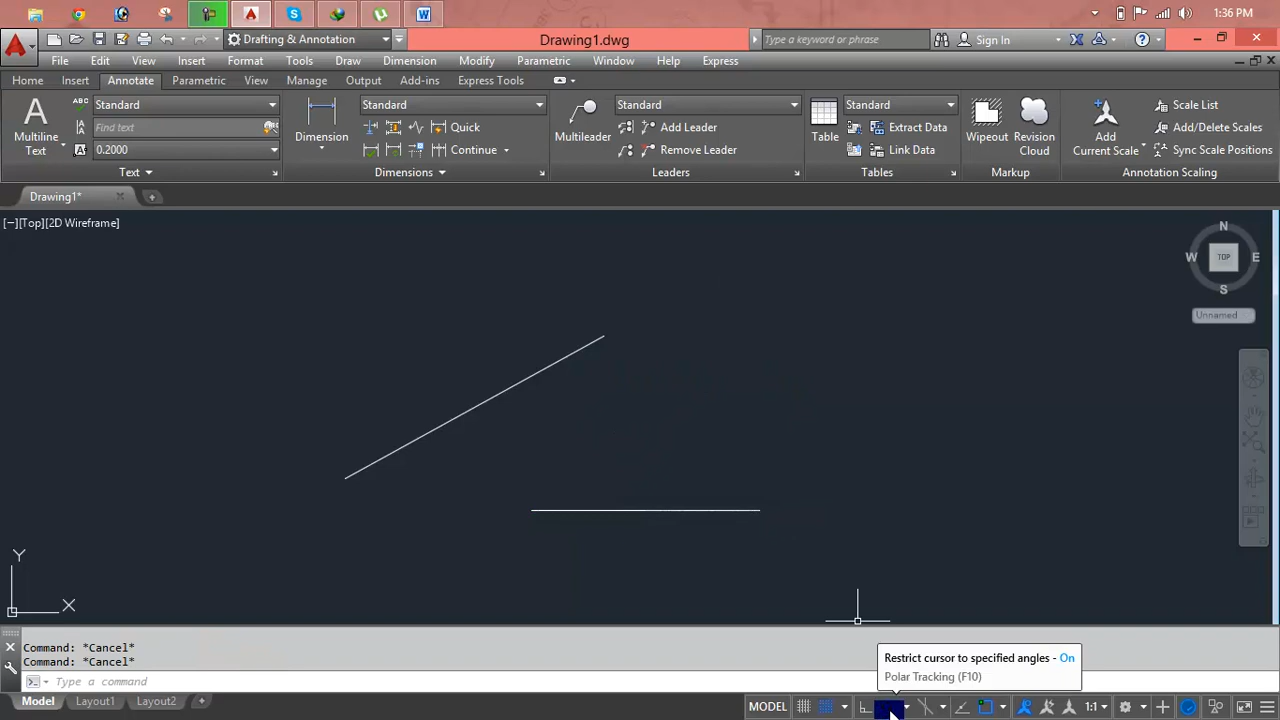 1:36 PM
Drafting & Annotation
Drawing1.dwg
Type a keyword or phrase
Sign In
File Edit View Insert Format Tools Draw Dimension Modify Parametric Window Help Express
Home Insert Annotate Parametric View Manage Output Add-ins Express Tools
Multiline Text
ABC
Standard
Find text
ABC
0.2000
Dimension
Standard
Quick
Continue
Multileader
Standard
Add Leader
Remove Leader
Table
Standard
Extract Data
Link Data
Wipeout
Revision Cloud
Add Current Scale
Scale List
Add/Delete Scales
Sync Scale Positions
Text Dimensions Leaders Tables Markup Annotation Scaling
Drawing1*
[−][Top][2D Wireframe]
N
W TOP E
S
Unnamed
Y
X
Command: *Cancel*
Command: *Cancel*
Type a command
Restrict cursor to specified angles - On
Polar Tracking (F10)
Model Layout1 Layout2
MODEL
1:1